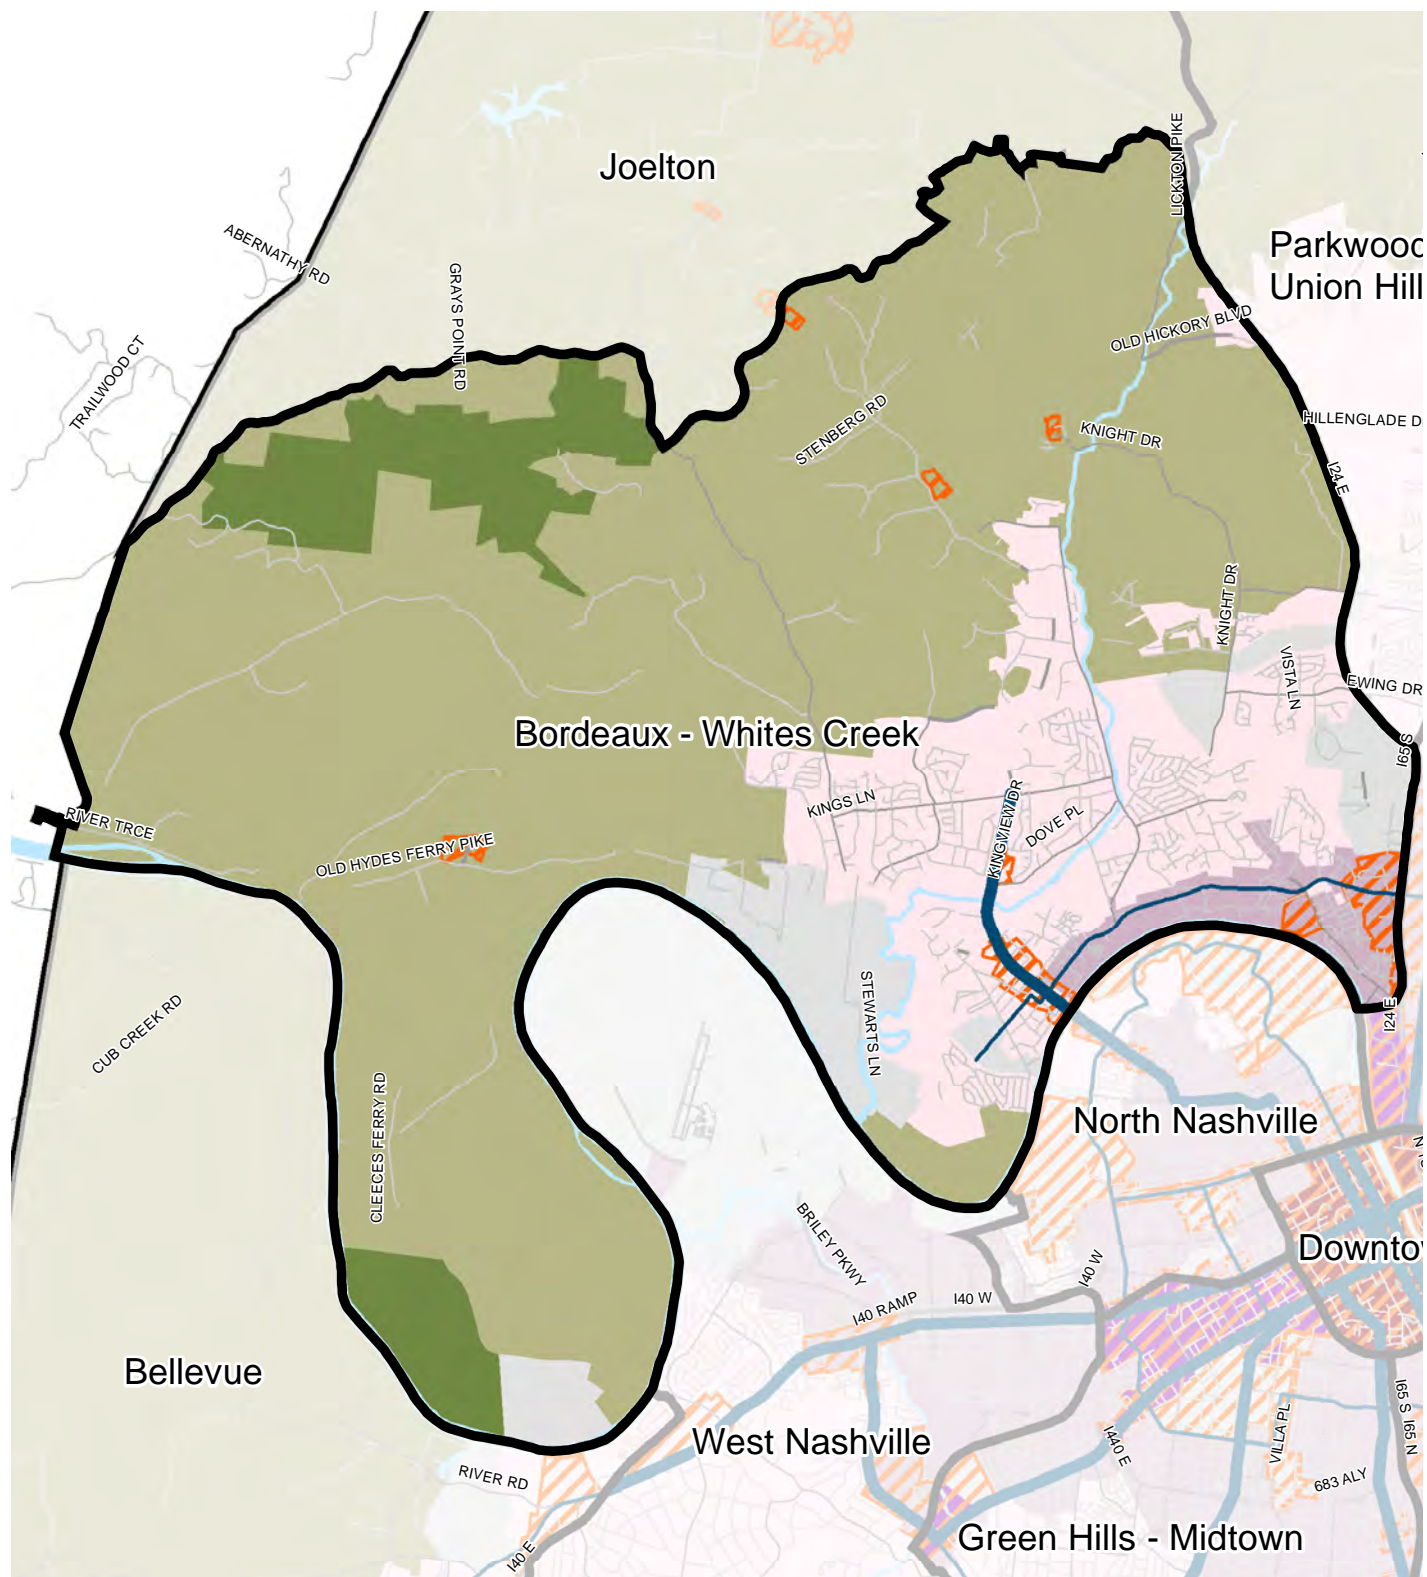 LICKTON PIKE
Joelton
ABERNATHY RD
Parkwood
Union Hill
GRAYS POINT RD
OLD HICKORY BLVD
TRAILWOOD CT
STENBERG RD
HILLENGLADE D
KNIGHT DR
I24 E
KNIGHT DR
VISTA LN
EWING DR
Bordeaux - Whites Creek
I65 S
KINGS LN
KINGVIEW DR
DOVE PL
RIVER TRCE
OLD HYDES FERRY PIKE
STEWARTS LN
CUB CREEK RD
I24 E
CLEECES FERRY RD
North Nashville
BRILEY PKWY
Downto
I40 W
I40 W
I40 RAMP
Bellevue
I65 S
I65 N
VILLA PL
West Nashville
I440 E
RIVER RD
683 ALY
I40 E
Green Hills - Midtown